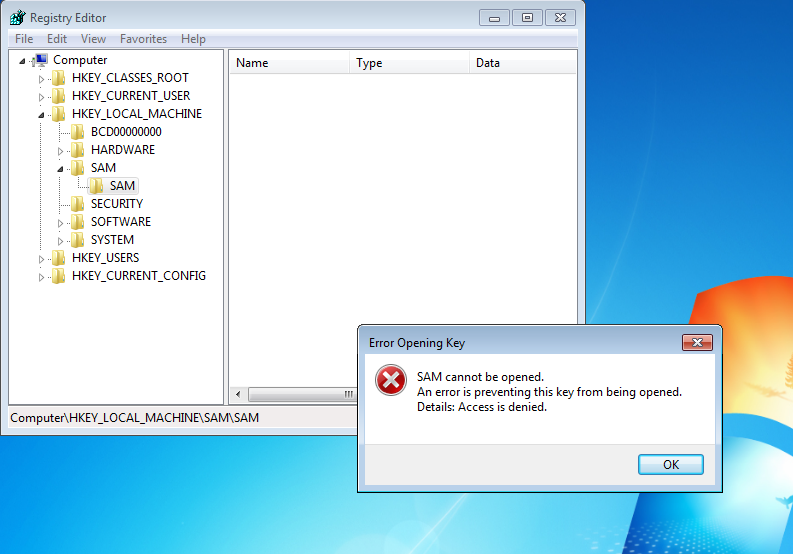 Registry Editor
File Edit View Favorites Help
Computer
HKEY_CLASSES_ROOT
HKEY_CURRENT_USER
HKEY_LOCAL_MACHINE
BCD00000000
HARDWARE
SAM
SAM
SECURITY
SOFTWARE
SYSTEM
HKEY_USERS
HKEY_CURRENT_CONFIG
Name Type Data
Computer\HKEY_LOCAL_MACHINE\SAM\SAM
Error Opening Key
SAM cannot be opened.
An error is preventing this key from being opened.
Details: Access is denied.
OK